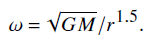 ω = √GM/r^1.5.